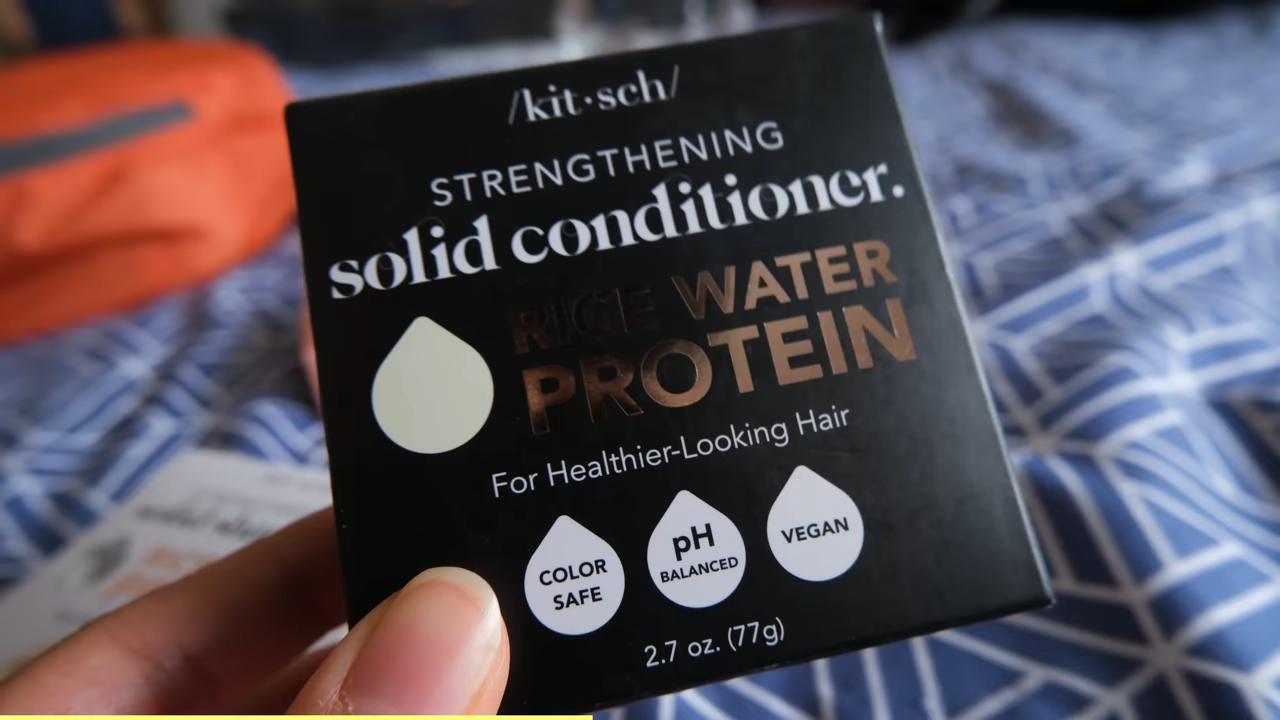 /kit·sch/
STRENGTHENING
solid conditioner.
RICE WATER
PROTEIN
For Healthier-Looking Hair
COLOR
SAFE
pH
BALANCED
VEGAN
2.7 oz. (77g)